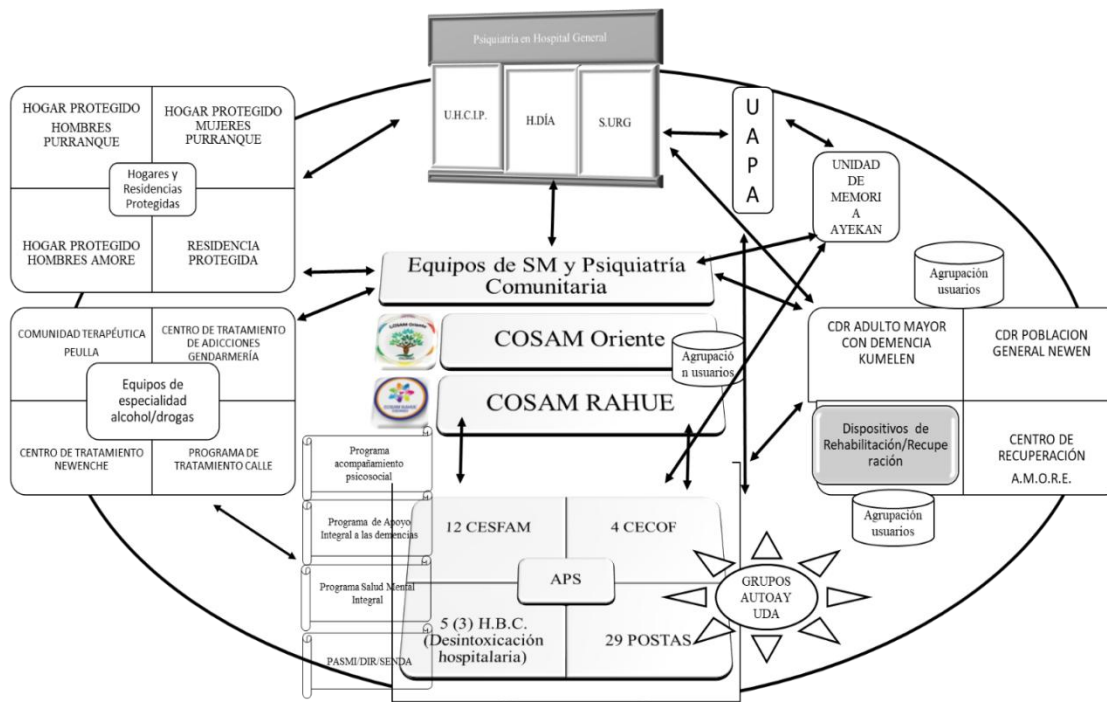 Psiquiatría en Hospital General
U.H.C.I.P.
H.DÍA
S.URG
U
A
P
A
UNIDAD
DE
MEMORI
A
AYEKAN
HOGAR PROTEGIDO
HOMBRES
PURRANQUE
HOGAR PROTEGIDO
MUJERES
PURRANQUE
Hogares y
Residencias
Protegidas
HOGAR PROTEGIDO
HOMBRES AMORE
RESIDENCIA
PROTEGIDA
Equipos de SM y Psiquiatría
Comunitaria
COSAM Oriente
COSAM RAHUE
Agrupació
n usuarios
Agrupación
usuarios
COMUNIDAD TERAPÉUTICA
PEULLA
CENTRO DE TRATAMIENTO
DE ADICCIONES
GENDARMERÍA
Equipos de
especialidad
alcohol/drogas
CENTRO DE TRATAMIENTO
NEWENCHE
PROGRAMA DE
TRATAMIENTO CALLE
CDR ADULTO MAYOR
CON DEMENCIA
KUMELEN
CDR POBLACION
GENERAL NEWEN
Dispositivos de
Rehabilitación/Recupe
ración
CENTRO DE
RECUPERACIÓN
A.M.O.R.E.
Agrupación
usuarios
Programa
acompañamiento
psicosocial
Programa de Apoyo
Integral a las demencias
Programa Salud Mental
Integral
PASMI/DIR/SENDA
12 CESFAM
4 CECOF
APS
5 (3) H.B.C.
(Desintoxicación
hospitalaria)
29 POSTAS
GRUPOS
AUTOAY
UDA